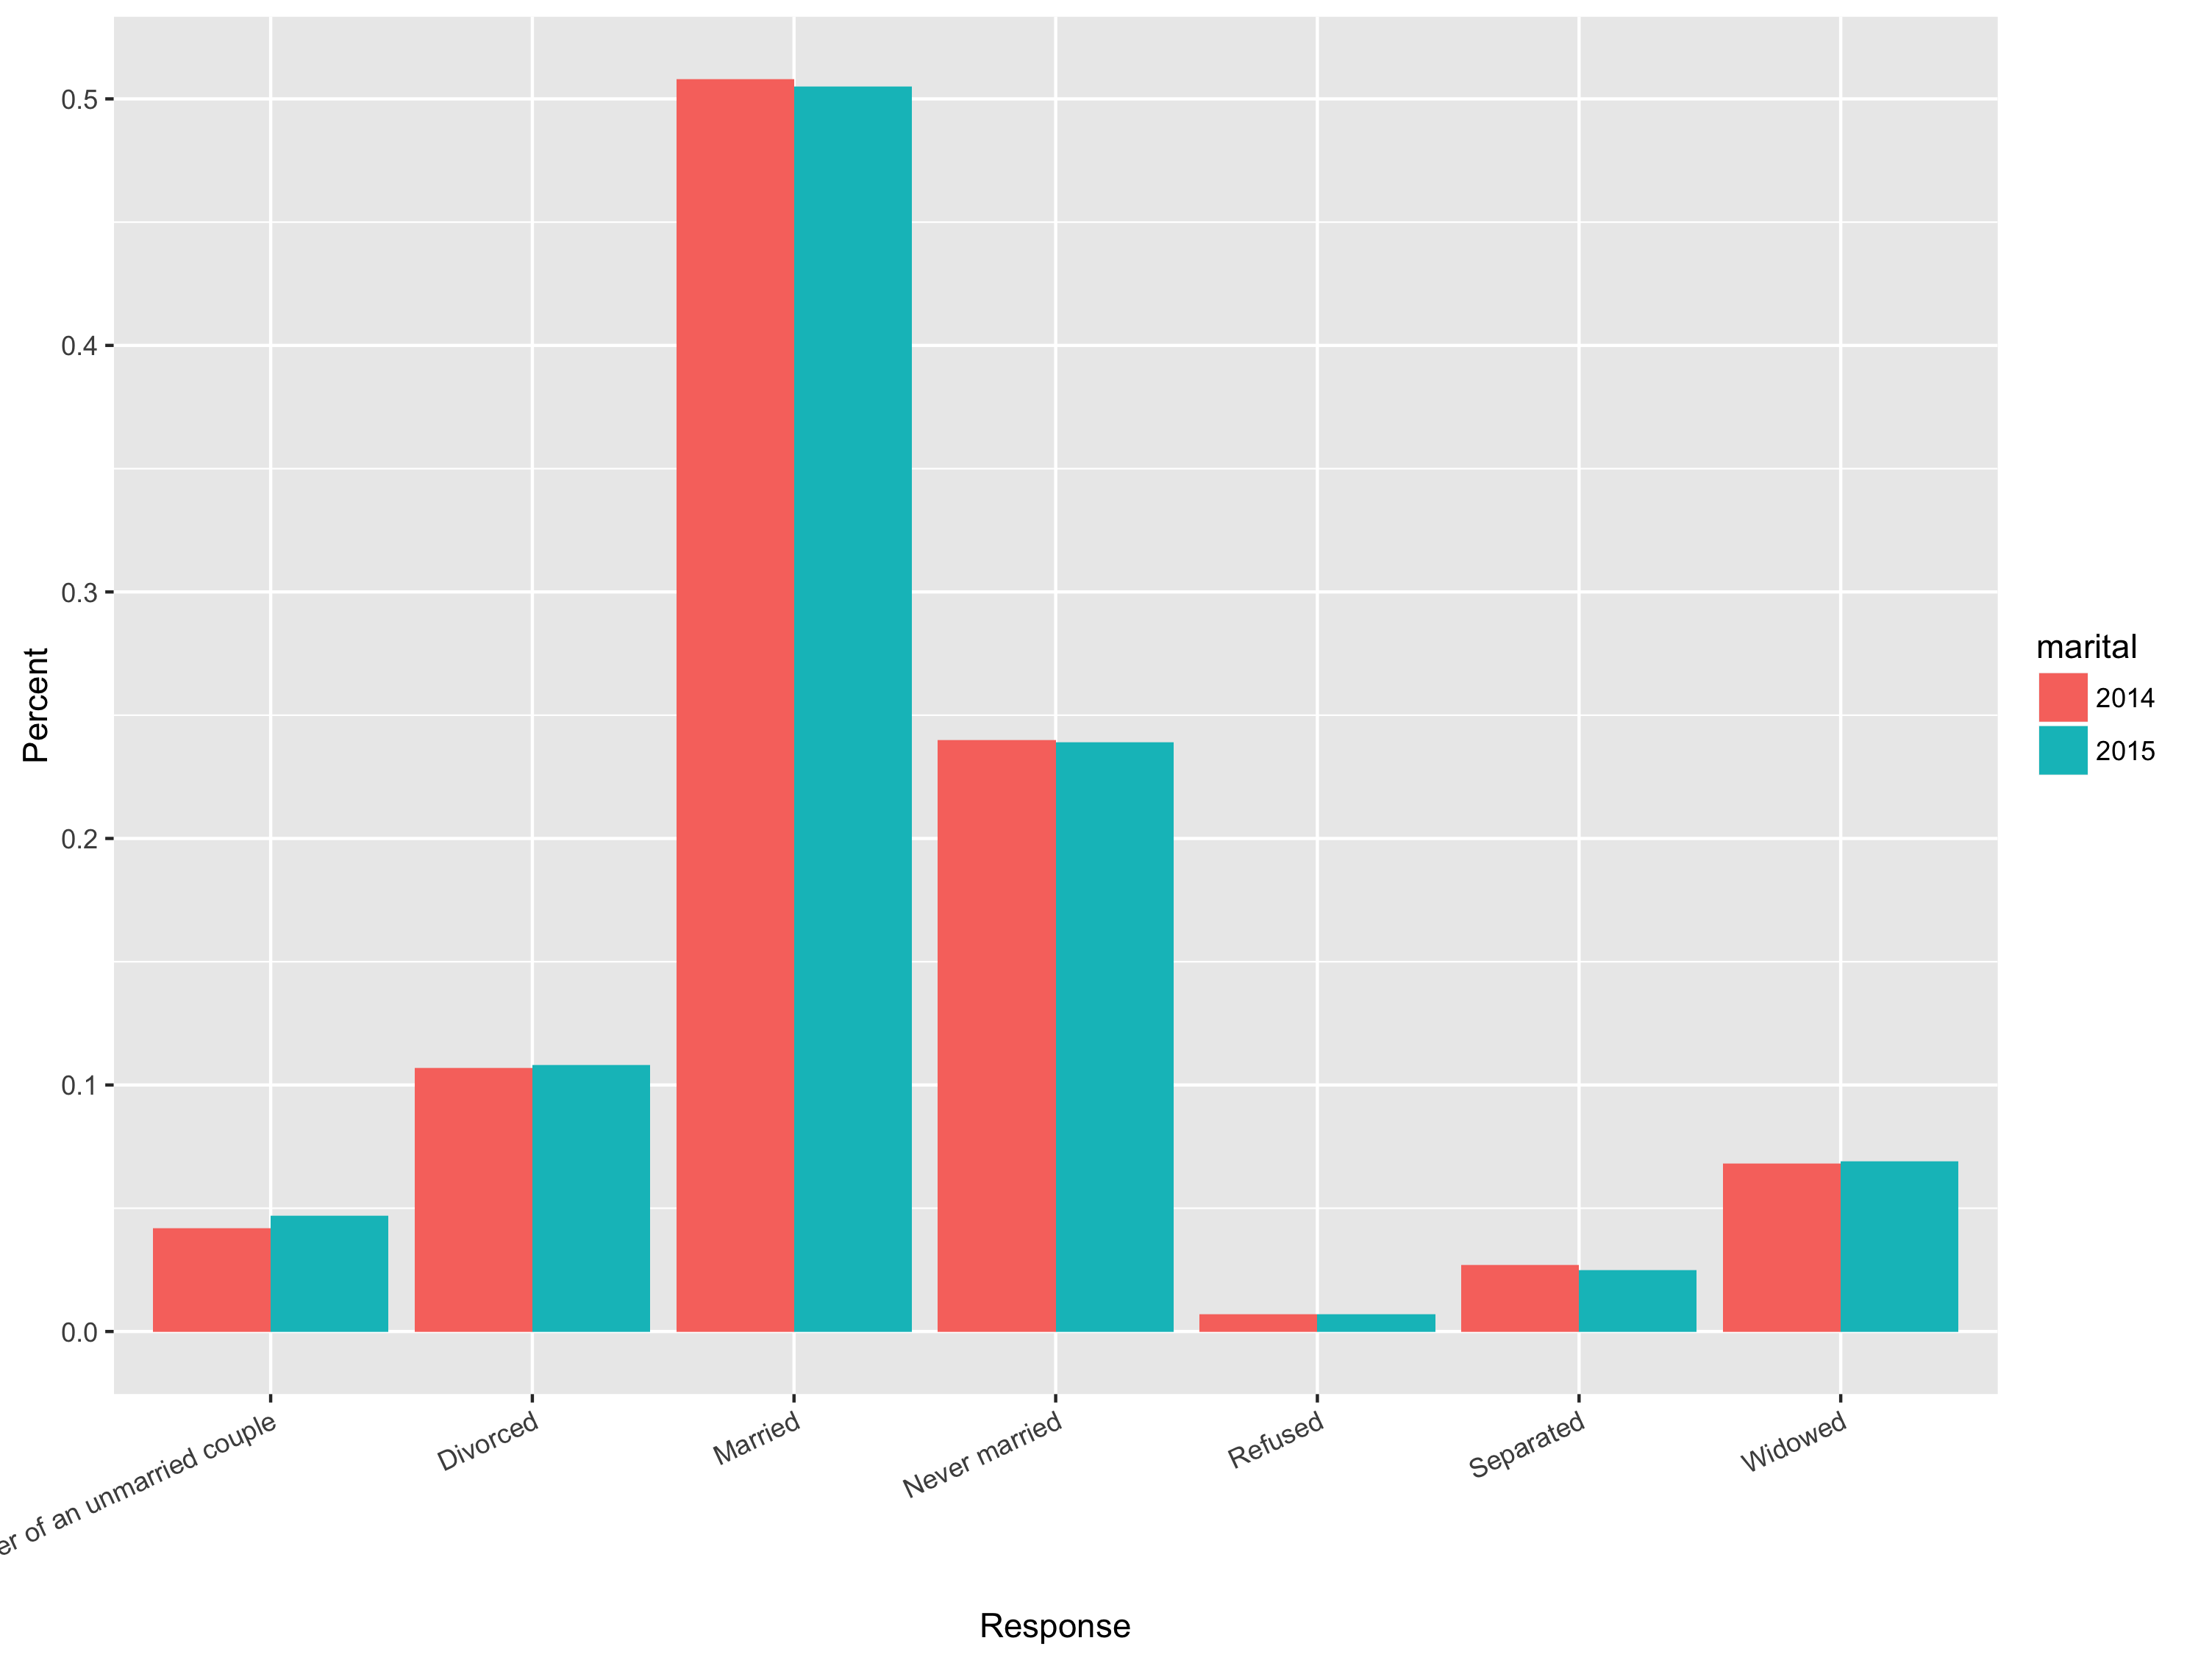 0.5
0.4
0.3
0.2
0.1
0.0
Percent
of an unmarried couple
Divorced
Married
Never married
Refused
Separated
Widowed
Response
marital
2014
2015